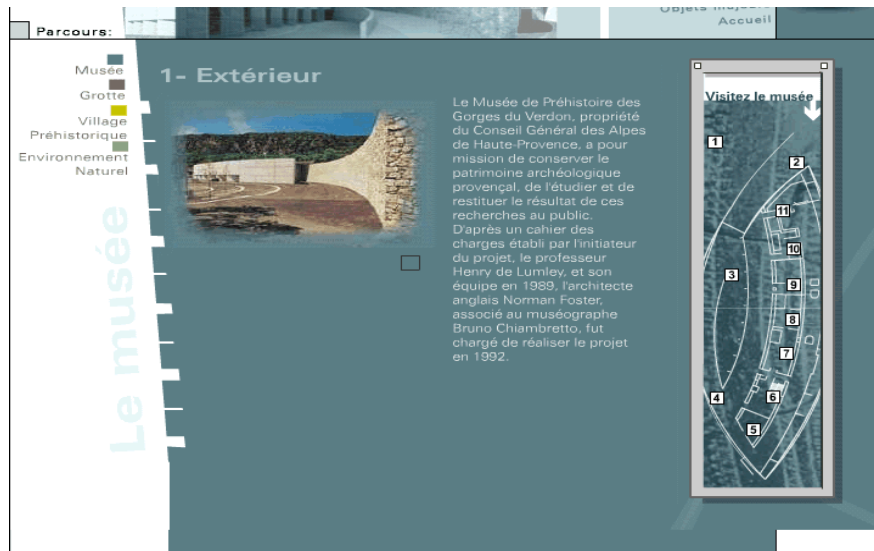 Objets majeurs
Accueil
Parcours:
Musée
Grotte
Village
Préhistorique
Environnement
Naturel
Le musée
1- Extérieur
Le Musée de Préhistoire des
Gorges du Verdon, propriété
du Conseil Général des Alpes
de Haute-Provence, a pour
mission de conserver le
patrimoine archéologique
provençal, de l'étudier et de
restituer le résultat de ces
recherches au public.
D'après un cahier des
charges établi par l'initiateur
du projet, le professeur
Henry de Lumley, et son
équipe en 1989, l'architecte
anglais Norman Foster,
associé au muséographe
Bruno Chiambretto, fut
chargé de réaliser le projet
en 1992.
Visitez le musée
1
2
11
10
3
9
8
7
4
6
5